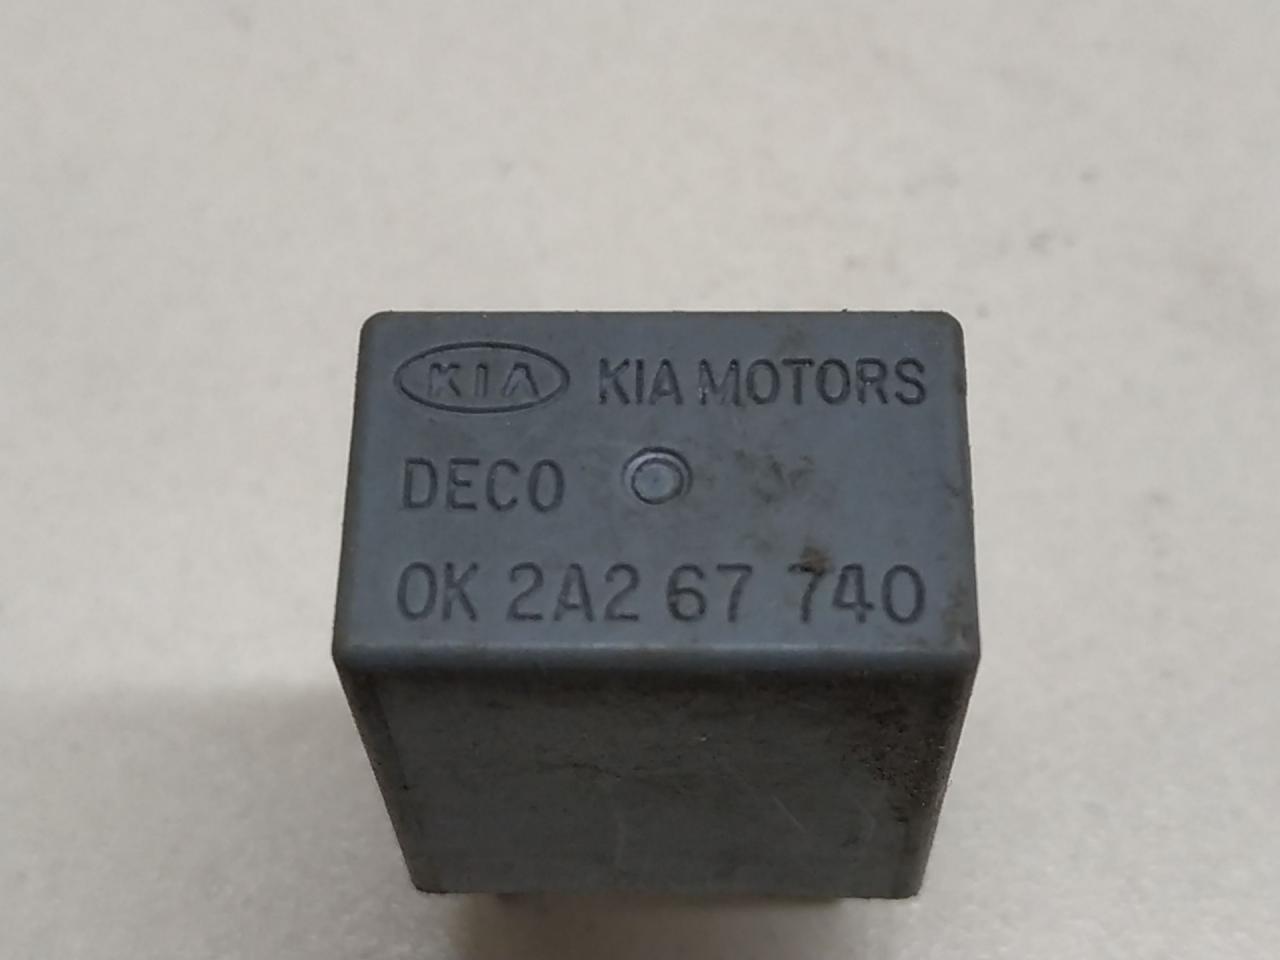 KIA KIA MOTORS
DECO
0K 2A2 67 740